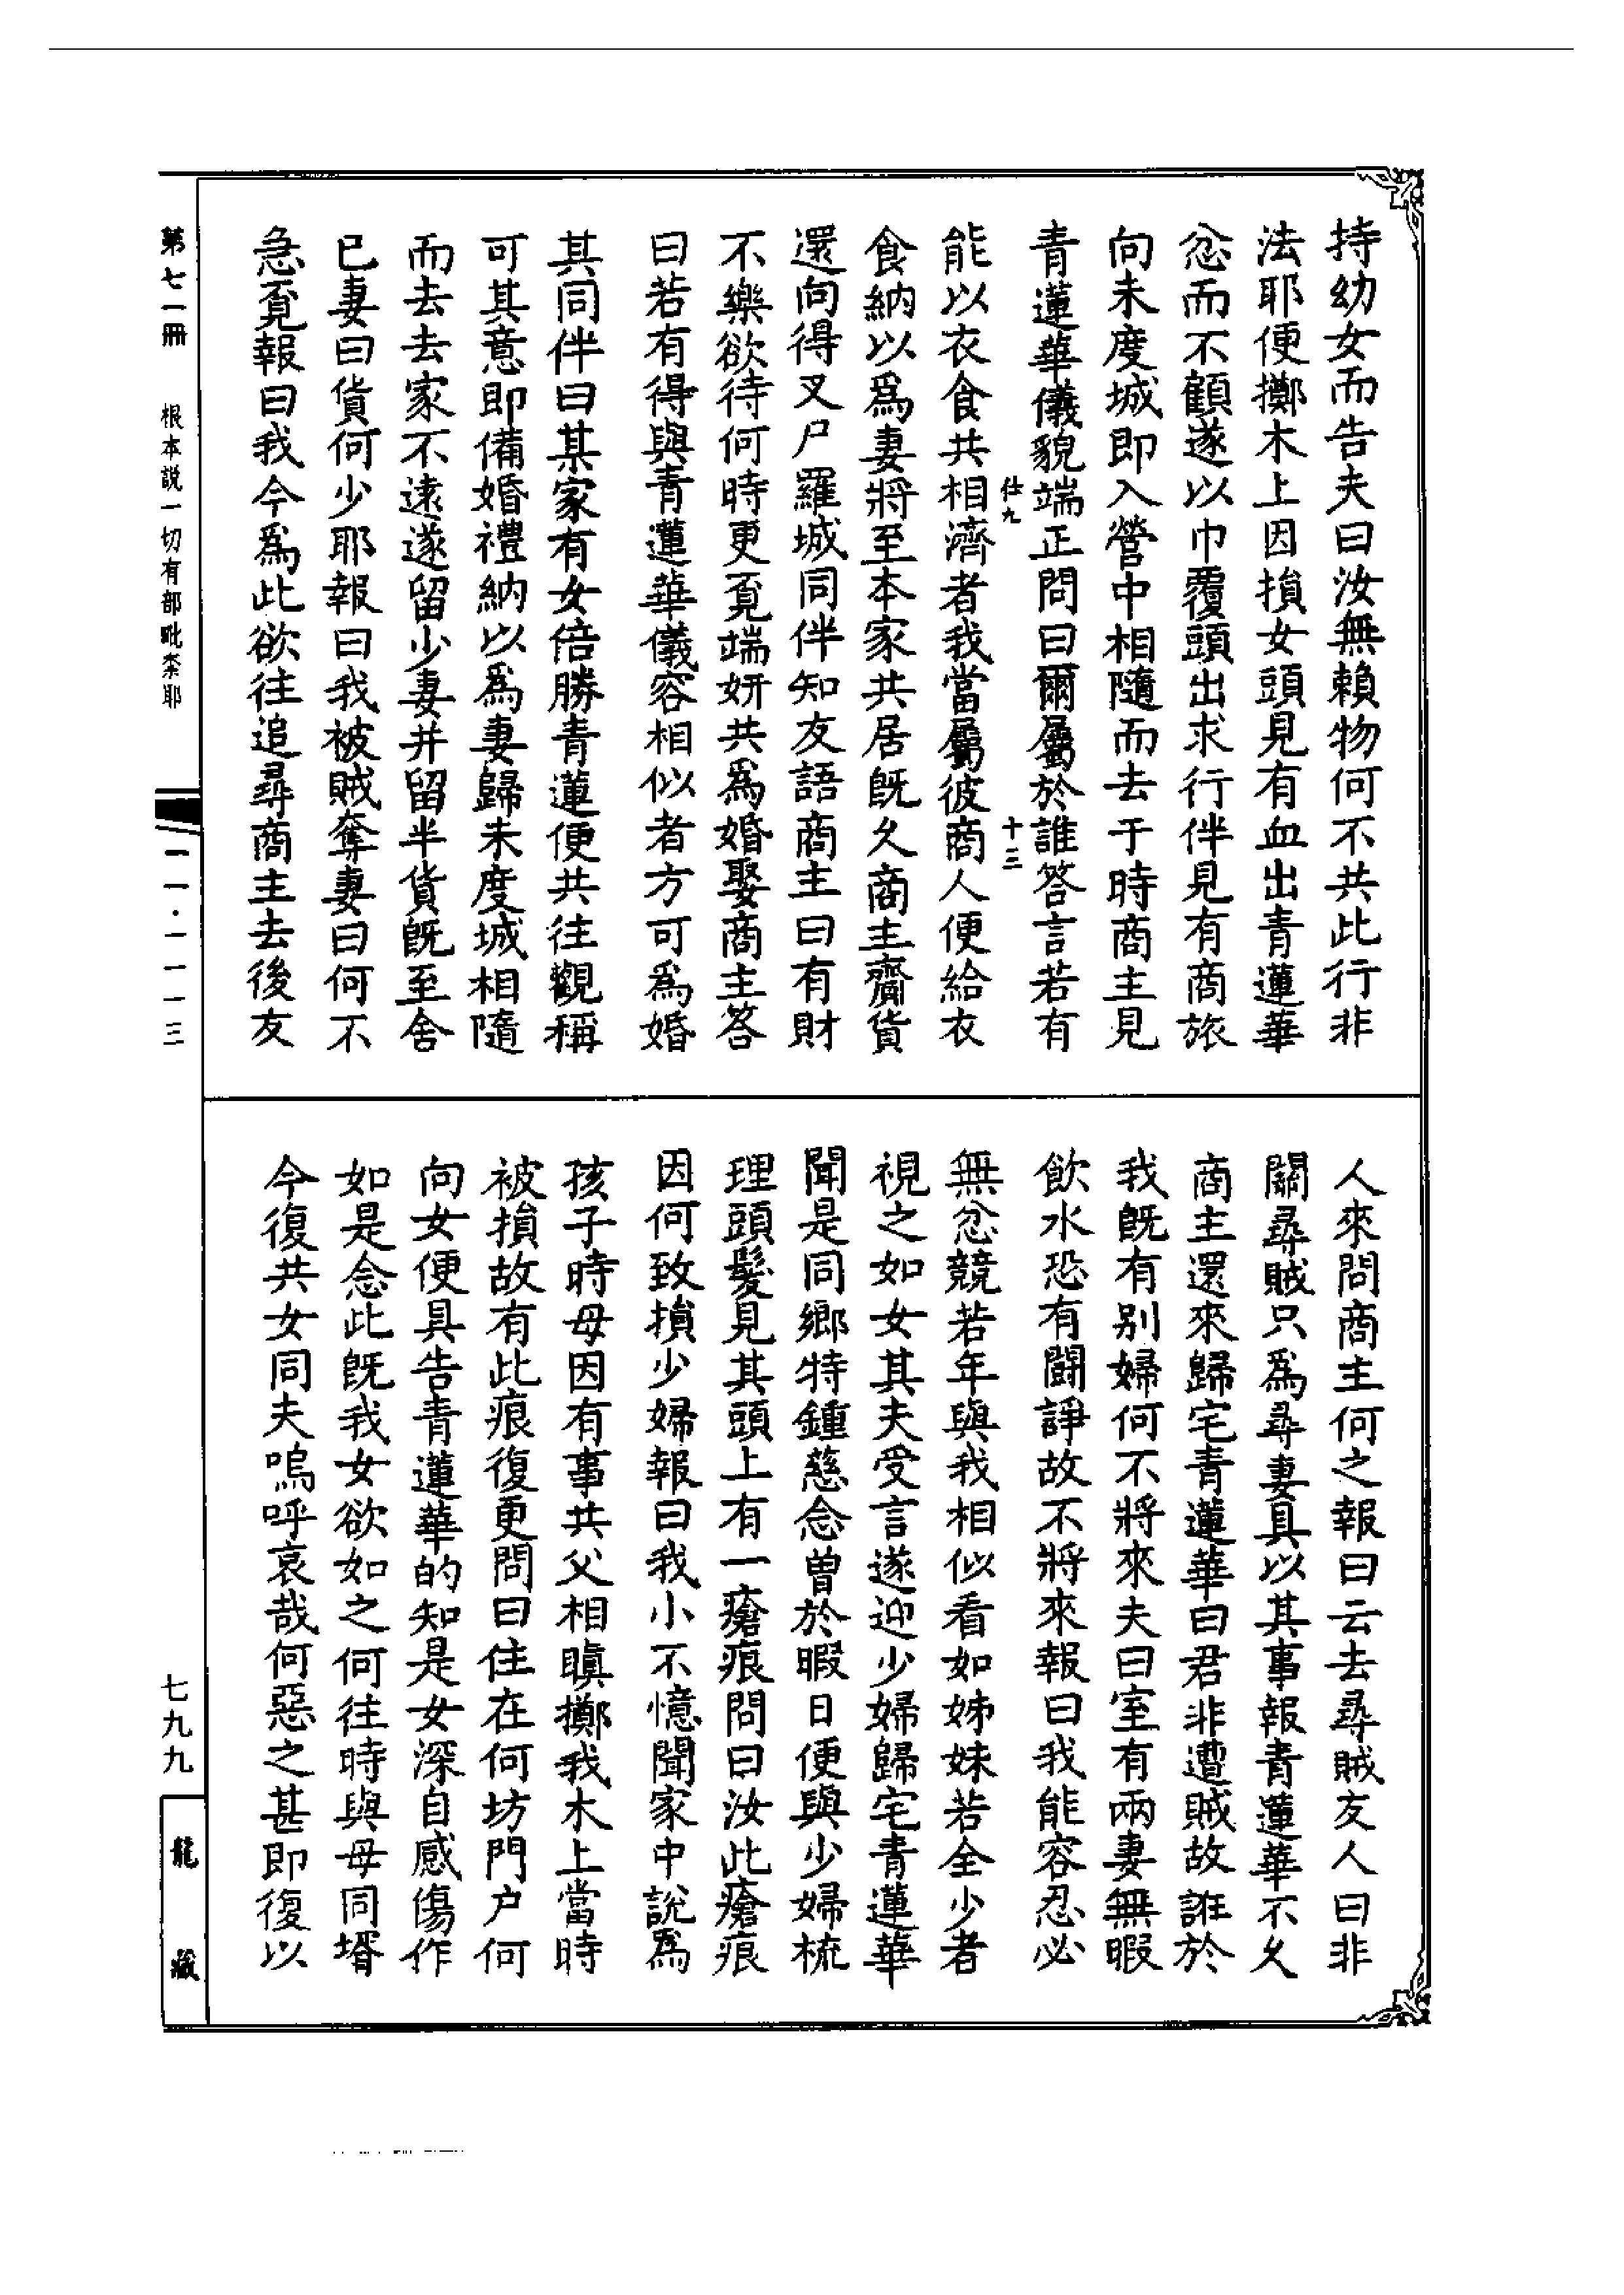 持幼女而告夫曰汝無賴物何不共此行非
法耶便擲木上因損女頭見有血出青蓮華
忿而不顧遂以巾覆頭出求行伴見有商旅
向未度城即入營中相隨而去于時商主見
青蓮華儀貌端正問曰爾屬於誰答言若有
仕九
十三
能以衣食共相濟者我當屬彼商人便給衣
食納以為妻將至本家共居旣久商主齎貨
還向得叉尸羅城同伴知友語商主曰有財
不樂欲待何時更覓端妍共為婚娶商主答
曰若有得與青蓮華儀容相似者方可為婚
其同伴曰某家有女倍勝青蓮便共往觀稱
可其意即備婚禮納以為妻歸未度城相隨
而去去家不遠遂留少妻并留半貨旣至舍
已妻曰貨何少耶報曰我被賊奪妻曰何不
急覓報曰我今為此欲往追尋商主去後友
人來問商主何之報曰云去尋賊友人曰非
關尋賊只為尋妻具以其事報青蓮華不久
商主還來歸宅青蓮華曰君非遭賊故誑於
我旣有別婦何不將來夫曰室有兩妻無暇
飲水恐有鬪諍故不將來報曰我能容忍必
無忿競若年與我相似看如姊妹若全少者
視之如女其夫受言遂迎少婦歸宅青蓮華
聞是同鄉特鍾慈念曾於暇日便與少婦梳
理頭髮見其頭上有一瘡痕問曰汝此瘡痕
因何致損少婦報曰我小不憶聞家中說為
孩子時母因有事共父相瞋擲我木上當時
被損故有此痕復更問曰住在何坊門戶何
向女便具告青蓮華的知是女深自感傷作
如是念此旣我女欲如之何往時與母同壻
今復共女同夫嗚呼哀哉何惡之甚即復以
第七一冊
根本說一切有部毗柰耶
一一·一一一三
七九九
龍藏